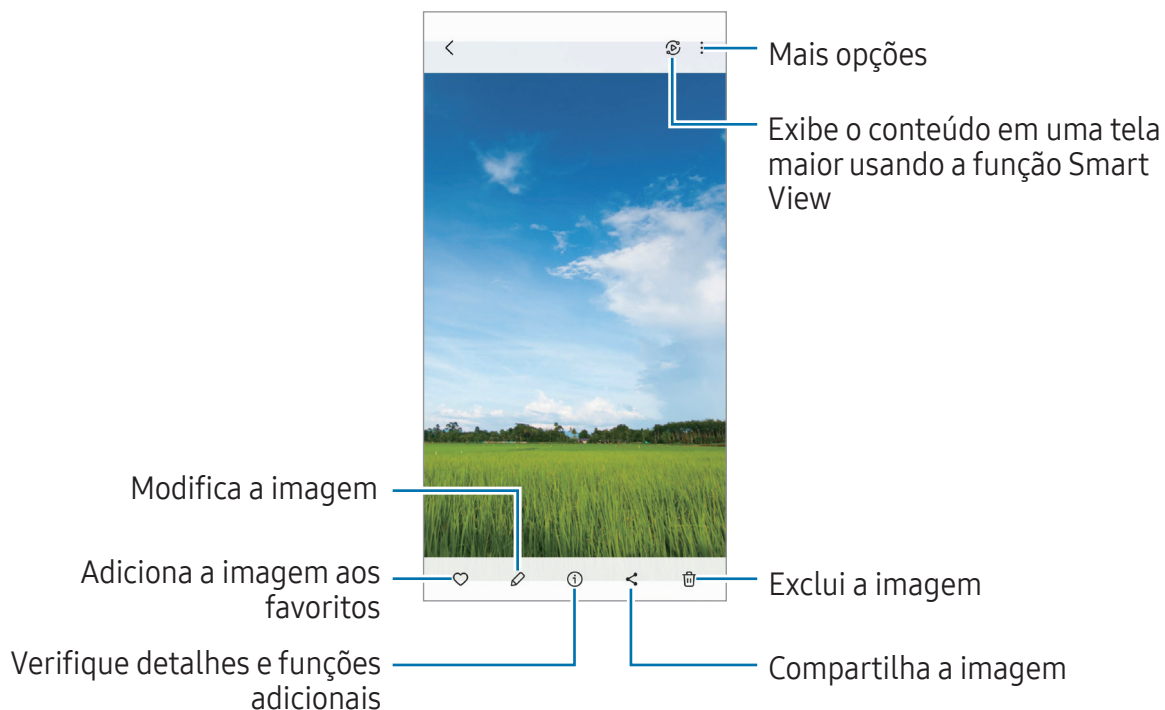 Mais opções
Exibe o conteúdo em uma tela
maior usando a função Smart
View
Modifica a imagem
Adiciona a imagem aos
favoritos
Exclui a imagem
Verifique detalhes e funções
adicionais
Compartilha a imagem